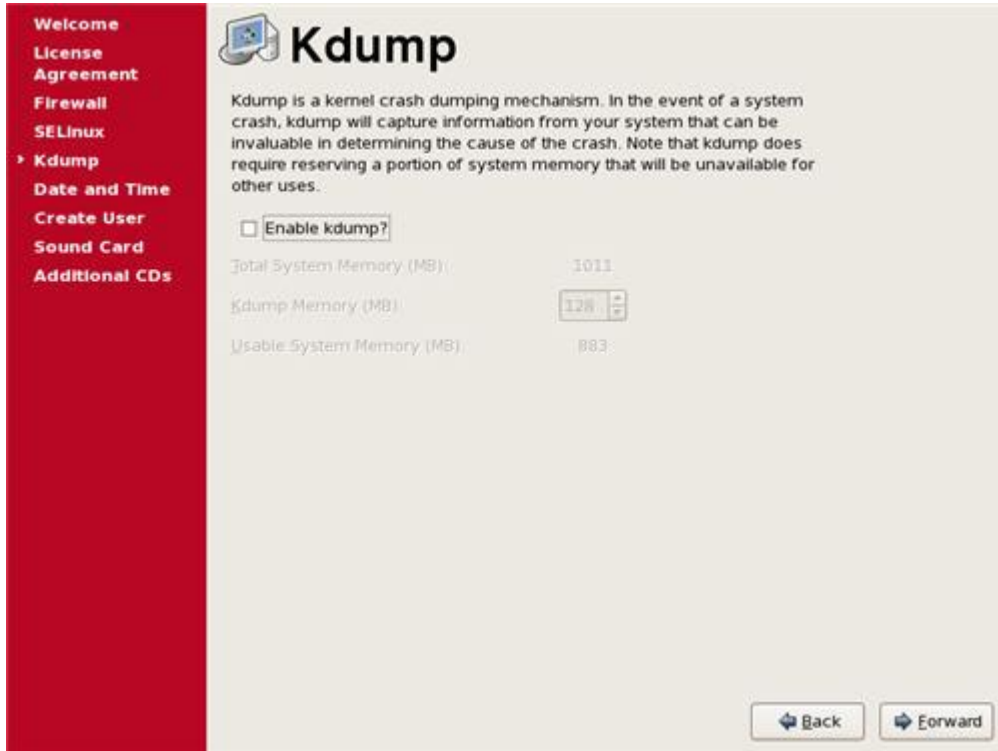 Welcome
License
Agreement
Firewall
SELinux
Kdump
Date and Time
Create User
Sound Card
Additional CDs
Kdump
Kdump is a kernel crash dumping mechanism. In the event of a system
crash, kdump will capture information from your system that can be
invaluable in determining the cause of the crash. Note that kdump does
require reserving a portion of system memory that will be unavailable for
other uses.
Enable kdump?
Total System Memory (MB): 1011
Kdump Memory (MB): 128
Usable System Memory (MB): 883
Back
Forward